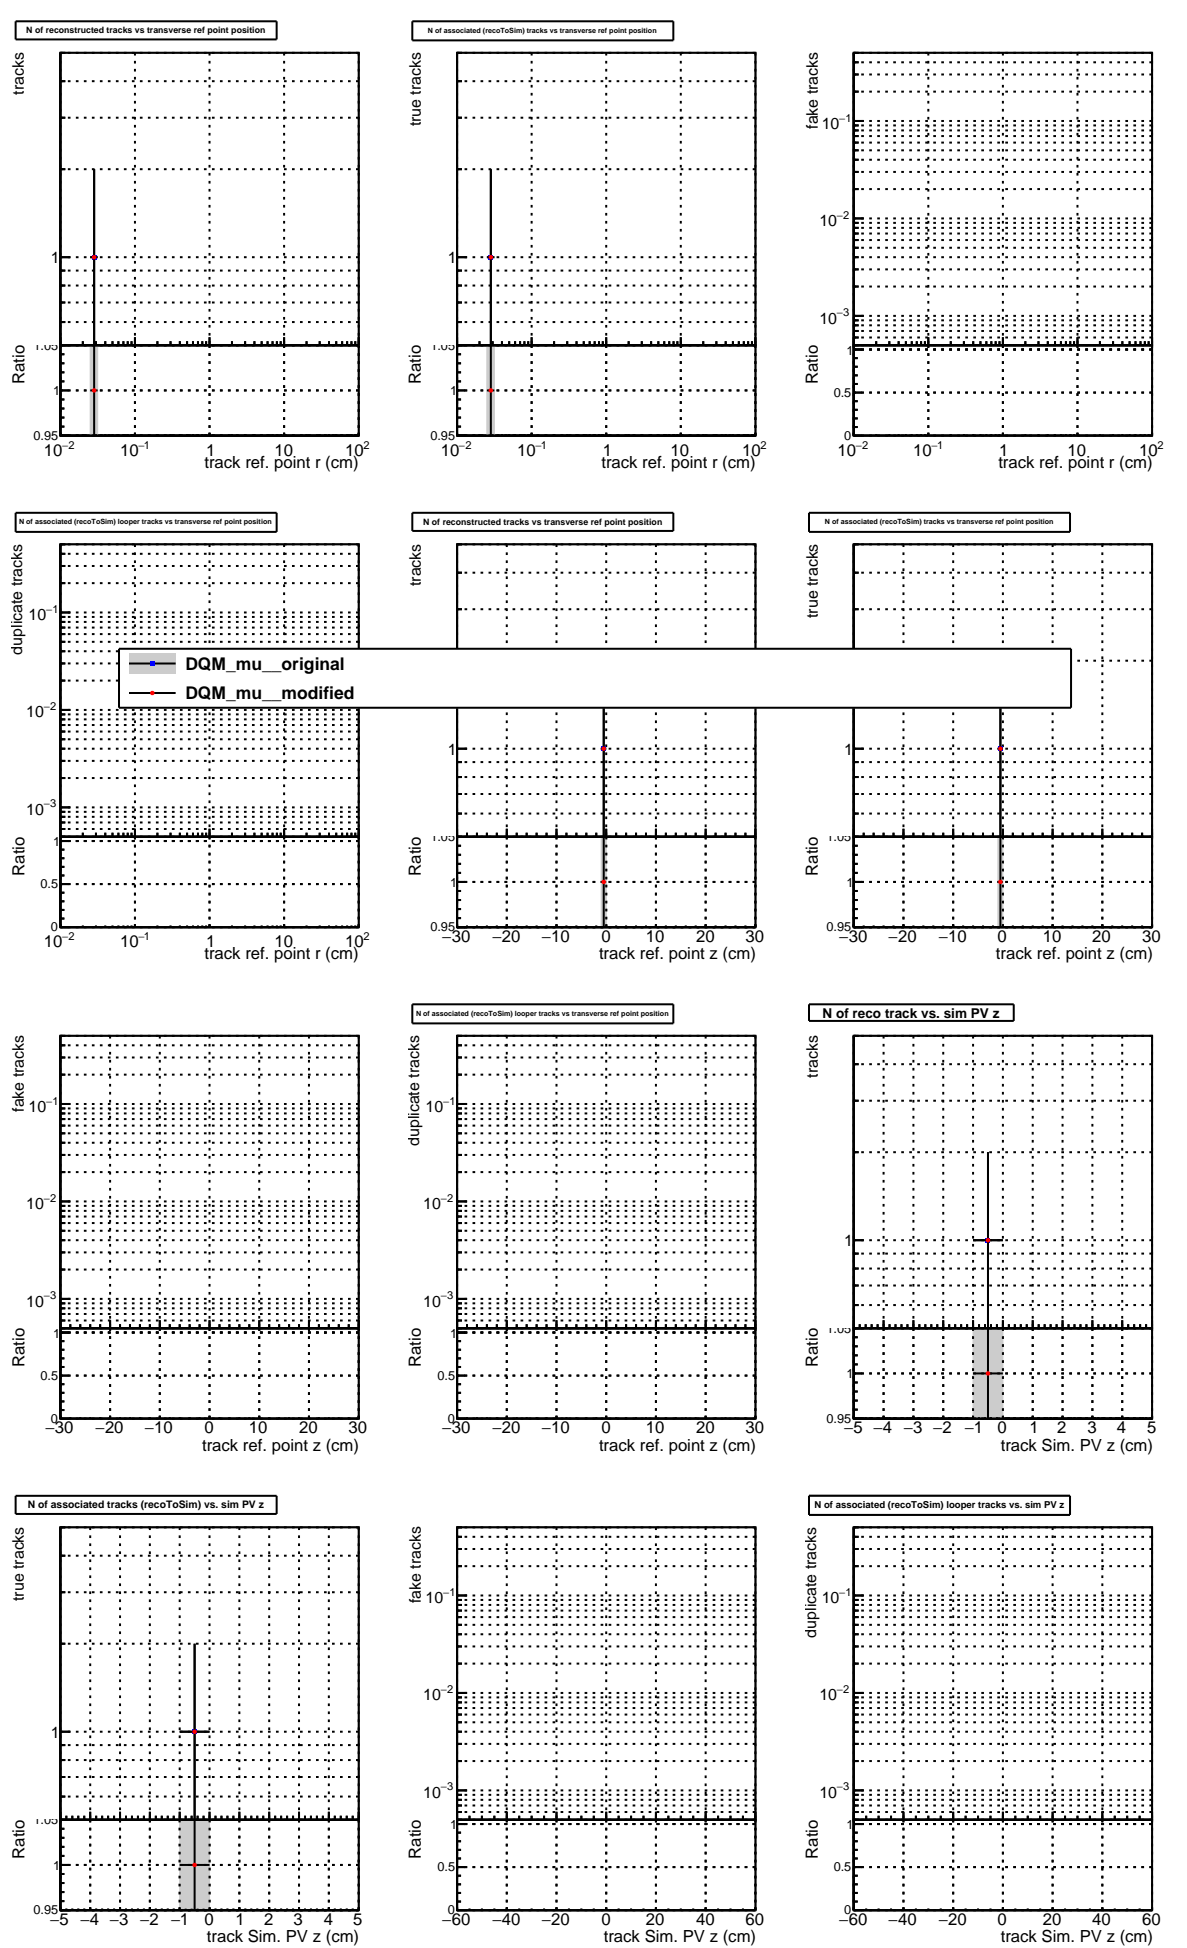 N of reconstructed tracks vs transverse ref point position
N of associated (recoToSim) tracks vs transverse ref point position
tracks
1
Ratio
1.05
1
0.95
10−2 10−1 1 10 102
track ref. point r (cm)
true tracks
1
Ratio
1.05
1
0.95
10−2 10−1 1 10 102
track ref. point r (cm)
fake tracks
10−1
10−2
10−3
Ratio
1
0.5
0
10−2 10−1 1 10 102
track ref. point r (cm)
N of associated (recoToSim) looper tracks vs transverse ref point position
N of reconstructed tracks vs transverse ref point position
N of associated (recoToSim) tracks vs transverse ref point position
duplicate tracks
10−1
10−2
10−3
Ratio
1
0.5
0
10−2 10−1 1 10 102
track ref. point r (cm)
tracks
1
Ratio
1.05
1
0.95
−30 −20 −10 0 10 20 30
track ref. point z (cm)
true tracks
1
Ratio
1.05
1
0.95
−30 −20 −10 0 10 20 30
track ref. point z (cm)
DQM_mu__original
DQM_mu__modified
N of associated (recoToSim) looper tracks vs transverse ref point position
N of reco track vs. sim PV z
fake tracks
10−1
10−2
10−3
Ratio
1
0.5
0
−30 −20 −10 0 10 20 30
track ref. point z (cm)
duplicate tracks
10−1
10−2
10−3
Ratio
1
0.5
0
−30 −20 −10 0 10 20 30
track ref. point z (cm)
tracks
1
Ratio
1.05
1
0.95
−5 −4 −3 −2 −1 0 1 2 3 4 5
track Sim. PV z (cm)
N of associated tracks (recoToSim) vs. sim PV z
N of associated (recoToSim) looper tracks vs. sim PV z
true tracks
1
Ratio
1.05
1
0.95
−5 −4 −3 −2 −1 0 1 2 3 4 5
track Sim. PV z (cm)
fake tracks
10−1
10−2
10−3
Ratio
1
0.5
0
−60 −40 −20 0 20 40 60
track Sim. PV z (cm)
duplicate tracks
10−1
10−2
10−3
Ratio
1
0.5
0
−60 −40 −20 0 20 40 60
track Sim. PV z (cm)